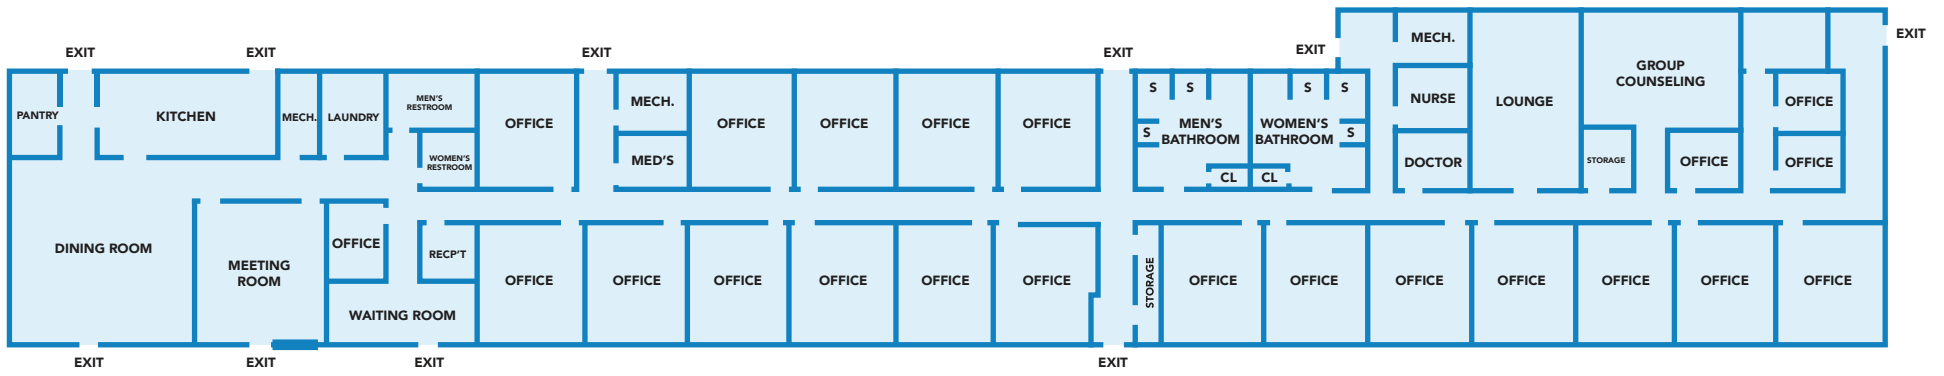 EXIT
EXIT
EXIT
EXIT
EXIT
EXIT
MECH.
GROUP
COUNSELING
PANTRY
KITCHEN
MECH.
LAUNDRY
MEN'S
RESTROOM
WOMEN'S
RESTROOM
OFFICE
MECH.
MED'S
OFFICE
OFFICE
OFFICE
OFFICE
S
S
S
MEN'S
BATHROOM
CL
S
S
S
WOMEN'S
BATHROOM
CL
NURSE
DOCTOR
LOUNGE
STORAGE
OFFICE
OFFICE
OFFICE
DINING ROOM
MEETING
ROOM
OFFICE
RECP'T
WAITING ROOM
OFFICE
OFFICE
OFFICE
OFFICE
OFFICE
OFFICE
STORAGE
OFFICE
OFFICE
OFFICE
OFFICE
OFFICE
OFFICE
OFFICE
EXIT
EXIT
EXIT
EXIT